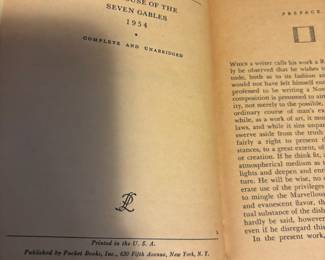 OUSE OF THE
SEVEN GABLES
1954
COMPLETE AND UNABRIDGED
Printed in the U. S. A.
Published by Pocket Books, Inc., 630 Fifth Avenue, New York, N. Y.
PREFACE
WHEN a writer calls his work a R
ly be observed that he wishes
tude, both as to its fashion a
would not have felt himself en
professed to be writing a Nov
composition is presumed to aim
ity, not merely to the possible,
ordinary course of man's ex
while, as a work of art, it mus
laws, and while it sins unpar
swerve aside from the truth
fairly a right to present th
stances, to a great extent, of
or creation. If he think fit,
atmospherical medium as t
lights and deepen and enri
ture. He will be wise, no
erate use of the privileges
to mingle the Marvellous
and evanescent flavor, th
tual substance of the dish
hardly be said, however
even if he disregard this
In the present work,